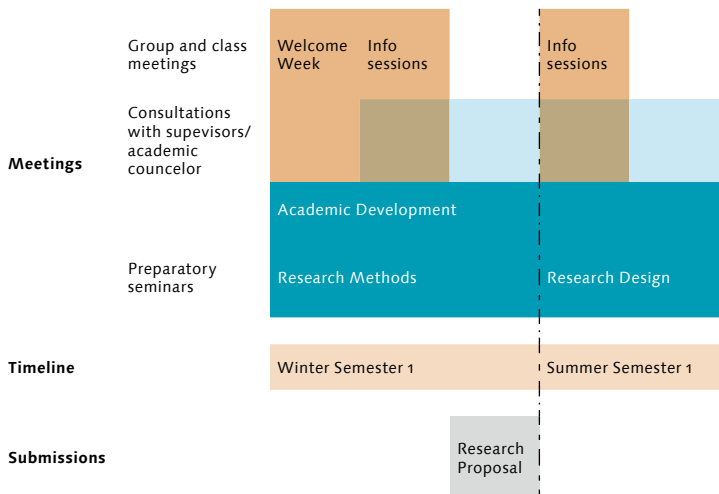 Group and class
meetings
Welcome
Week
Info
sessions
Info
sessions
Consultations
with supevisors/
academic
councelor
Meetings
Academic Development
Preparatory
seminars
Research Methods
Research Design
Timeline
Winter Semester 1
Summer Semester 1
Submissions
Research
Proposal